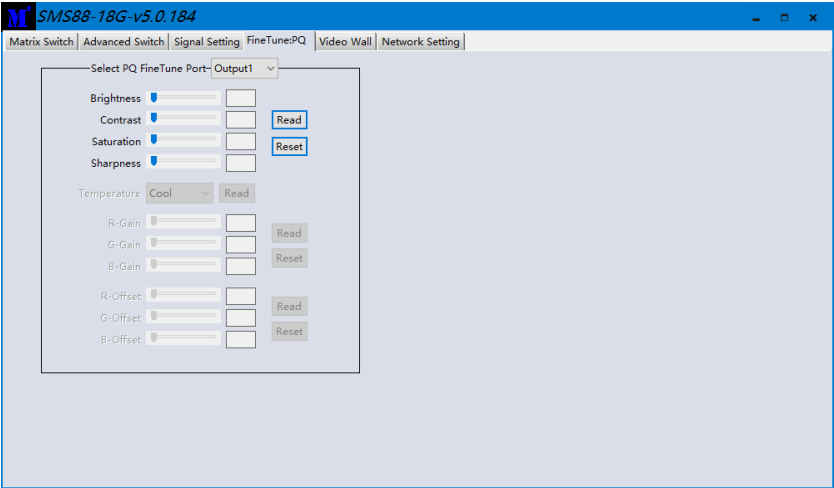 M SMS88-18G-v5.0.184
Matrix Switch Advanced Switch Signal Setting FineTune:PQ Video Wall Network Setting
Select PQ FineTune Port Output1
Brightness
Contrast Read
Saturation Reset
Sharpness
Temperature Cool Read
R-Gain
G-Gain Read
B-Gain Reset
R-Offset
G-Offset Read
B-Offset Reset